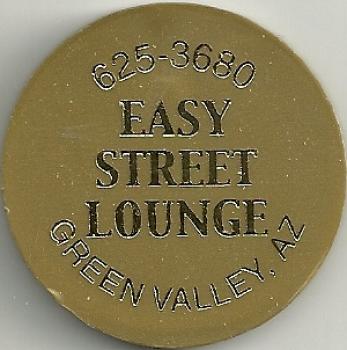 625-3680
EASY
STREET
LOUNGE
GREEN VALLEY, AZ